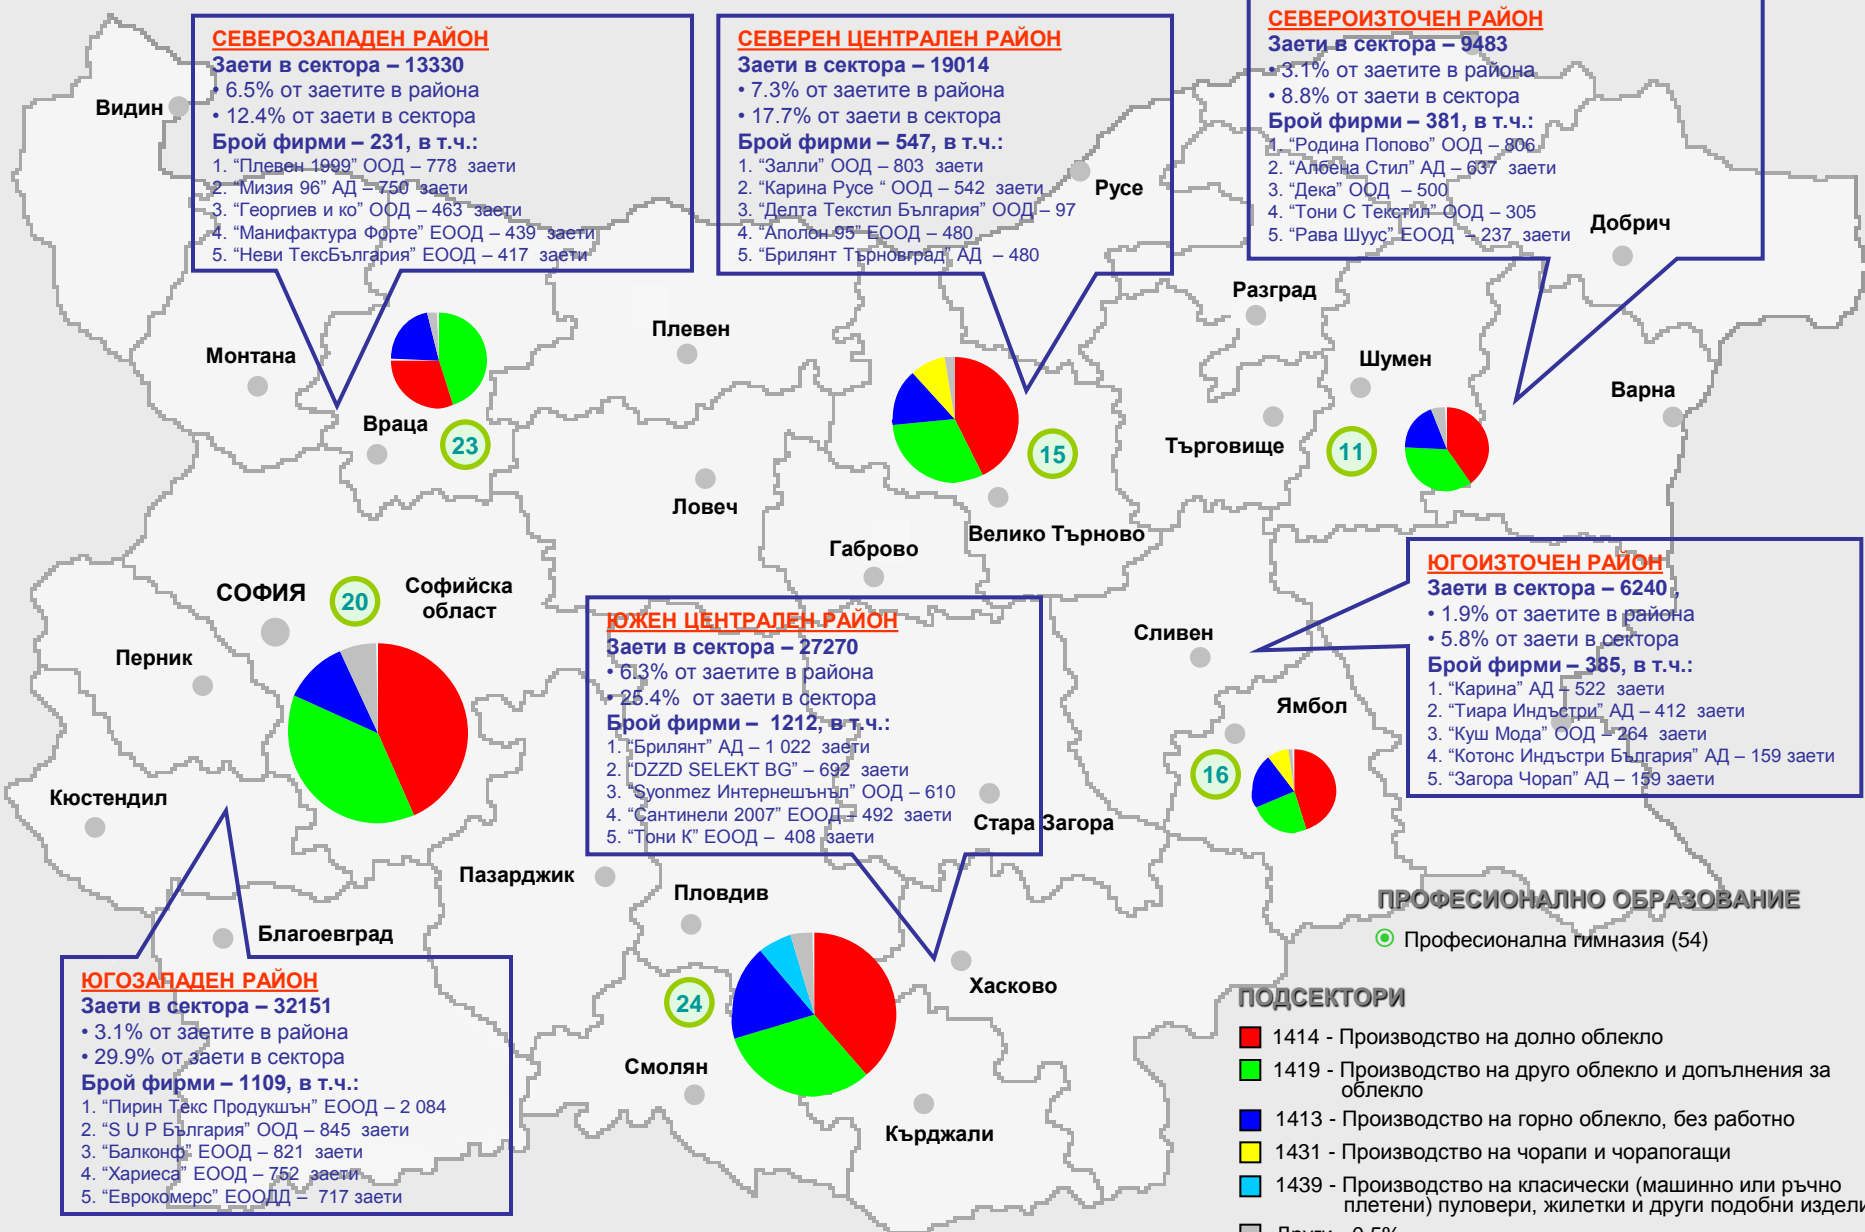 СЕВЕРОЗАПАДЕН РАЙОН
Заети в сектора – 13330
• 6.5% от заетите в района
• 12.4% от заети в сектора
Брой фирми – 231, в т.ч.:
1. “Плевен 1999” ООД – 778 заети
2. “Мизия 96” АД – 750 заети
3. “Георгиев и ко” ООД – 463 заети
4. “Манифактура Форте” ЕООД – 439 заети
5. “Неви ТексБългария” ЕООД – 417 заети
СЕВЕРЕН ЦЕНТРАЛЕН РАЙОН
Заети в сектора – 19014
• 7.3% от заетите в района
• 17.7% от заети в сектора
Брой фирми – 547, в т.ч.:
1. “Залли” ООД – 803 заети
2. “Карина Русе “ ООД – 542 заети
3. “Делта Текстил България” ООД – 97
4. “Аполон 95” ЕООД – 480
5. “Брилянт Търновград” АД – 480
СЕВЕРОИЗТОЧЕН РАЙОН
Заети в сектора – 9483
• 3.1% от заетите в района
• 8.8% от заети в сектора
Брой фирми – 381, в т.ч.:
1. “Родина Попово” ООД – 806
2. “Албена Стил” АД – 637 заети
3. “Дека” ООД – 500
4. “Тони С Текстил” ООД – 305
5. “Рава Шуус” ЕООД – 237 заети
Видин
Русе
Добрич
Разград
Плевен
Монтана
Шумен
Варна
Враца
23
15
Търговище
11
Ловеч
Велико Търново
Габрово
СОФИЯ
20
Софийска
област
Перник
Кюстендил
ЮЖЕН ЦЕНТРАЛЕН РАЙОН
Заети в сектора – 27270
• 6.3% от заетите в района
• 25.4% от заети в сектора
Брой фирми – 1212, в т.ч.:
1. “Брилянт” АД – 1 022 заети
2. “DZZD SELEKT BG” – 692 заети
3. “Syonmez Интернешънъл” ООД – 610
4. “Сантинели 2007” ЕООД – 492 заети
5. “Тони К” ЕООД – 408 заети
Сливен
Ямбол
16
Стара Загора
ЮГОИЗТОЧЕН РАЙОН
Заети в сектора – 6240 ,
• 1.9% от заетите в района
• 5.8% от заети в сектора
Брой фирми – 385, в т.ч.:
1. “Карина” АД – 522 заети
2. “Тиара Индъстри” АД – 412 заети
3. “Куш Мода” ООД – 264 заети
4. “Котонс Индъстри България” АД – 159 заети
5. “Загора Чорап” АД – 159 заети
Пазарджик
Пловдив
Благоевград
Хасково
24
Смолян
Кърджали
ЮГОЗАПАДЕН РАЙОН
Заети в сектора – 32151
• 3.1% от заетите в района
• 29.9% от заети в сектора
Брой фирми – 1109, в т.ч.:
1. “Пирин Текс Продукшън” ЕООД – 2 084
2. “S U P България” ООД – 845 заети
3. “Балконф” ЕООД – 821 заети
4. “Хариеса” ЕООД – 752 заети
5. “Еврокомерс” ЕООДД – 717 заети
ПРОФЕСИОНАЛНО ОБРАЗОВАНИЕ
Професионална гимназия (54)
ПОДСЕКТОРИ
1414 - Производство на долно облекло
1419 - Производство на друго облекло и допълнения за
облекло
1413 - Производство на горно облекло, без работно
1431 - Производство на чорапи и чорапогащи
1439 - Производство на класически (машинно или ръчно
плетени) пуловери, жилетки и други подобни издели
Други - 0.5%